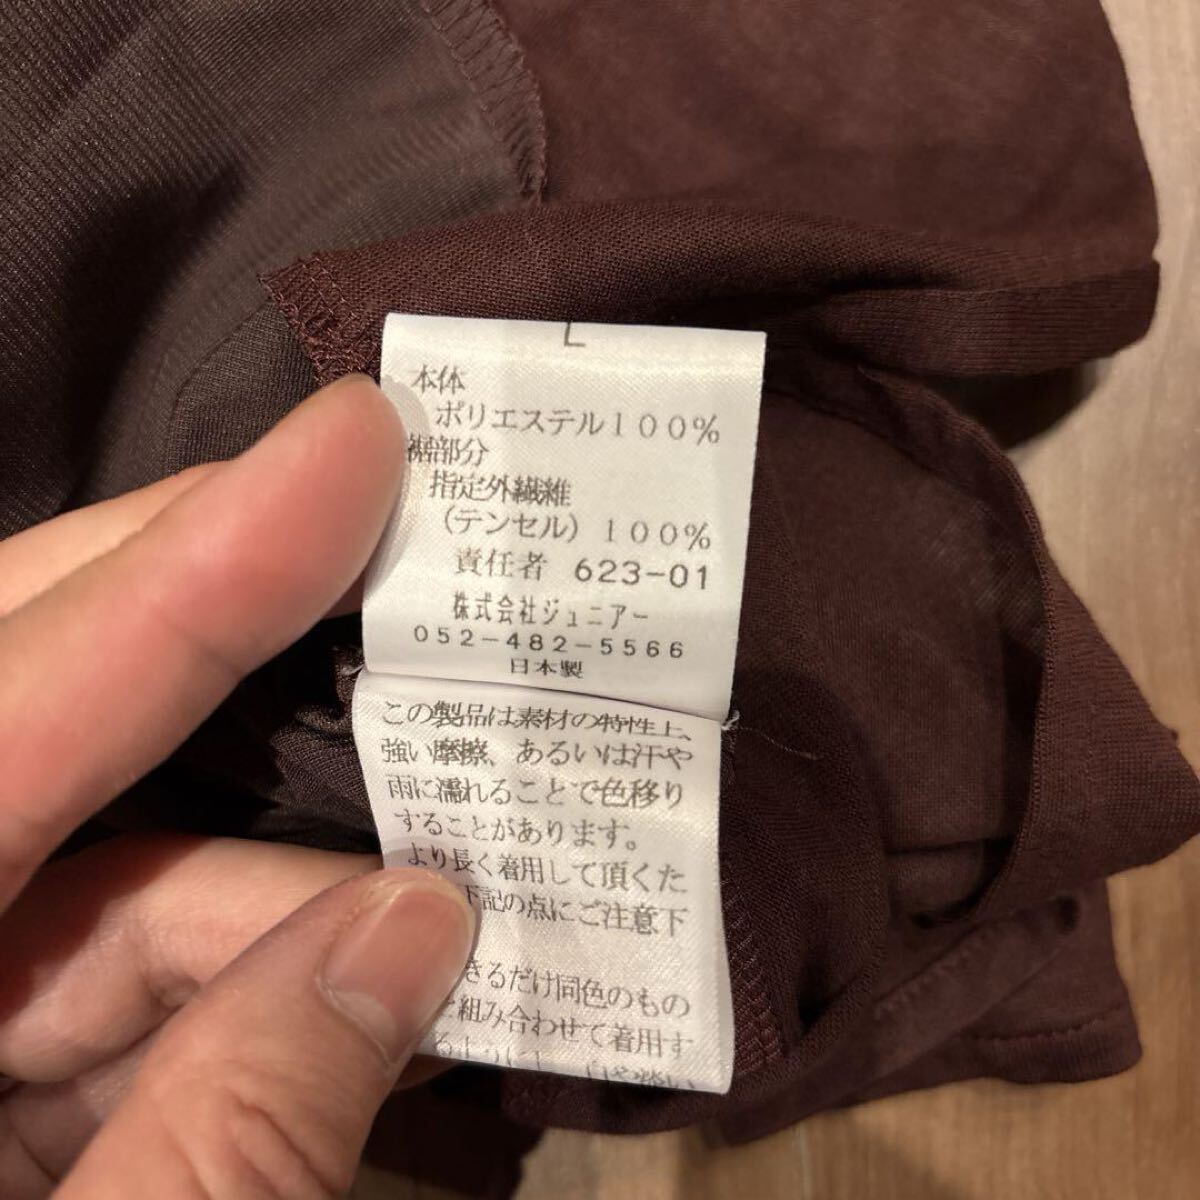 L
本体
ポリエステル100%
裾部分
指定外繊維
(テンセル) 100%
責任者 623-01
株式会社ジュニアー
052-482-5566
日本製
この製品は素材の特性上、
強い摩擦、あるいは汗や
雨に濡れることで色移り
することがあります。
より長く着用して頂くた
下記の点にご注意下
きるだけ同色のもの
組み合わせて着用す